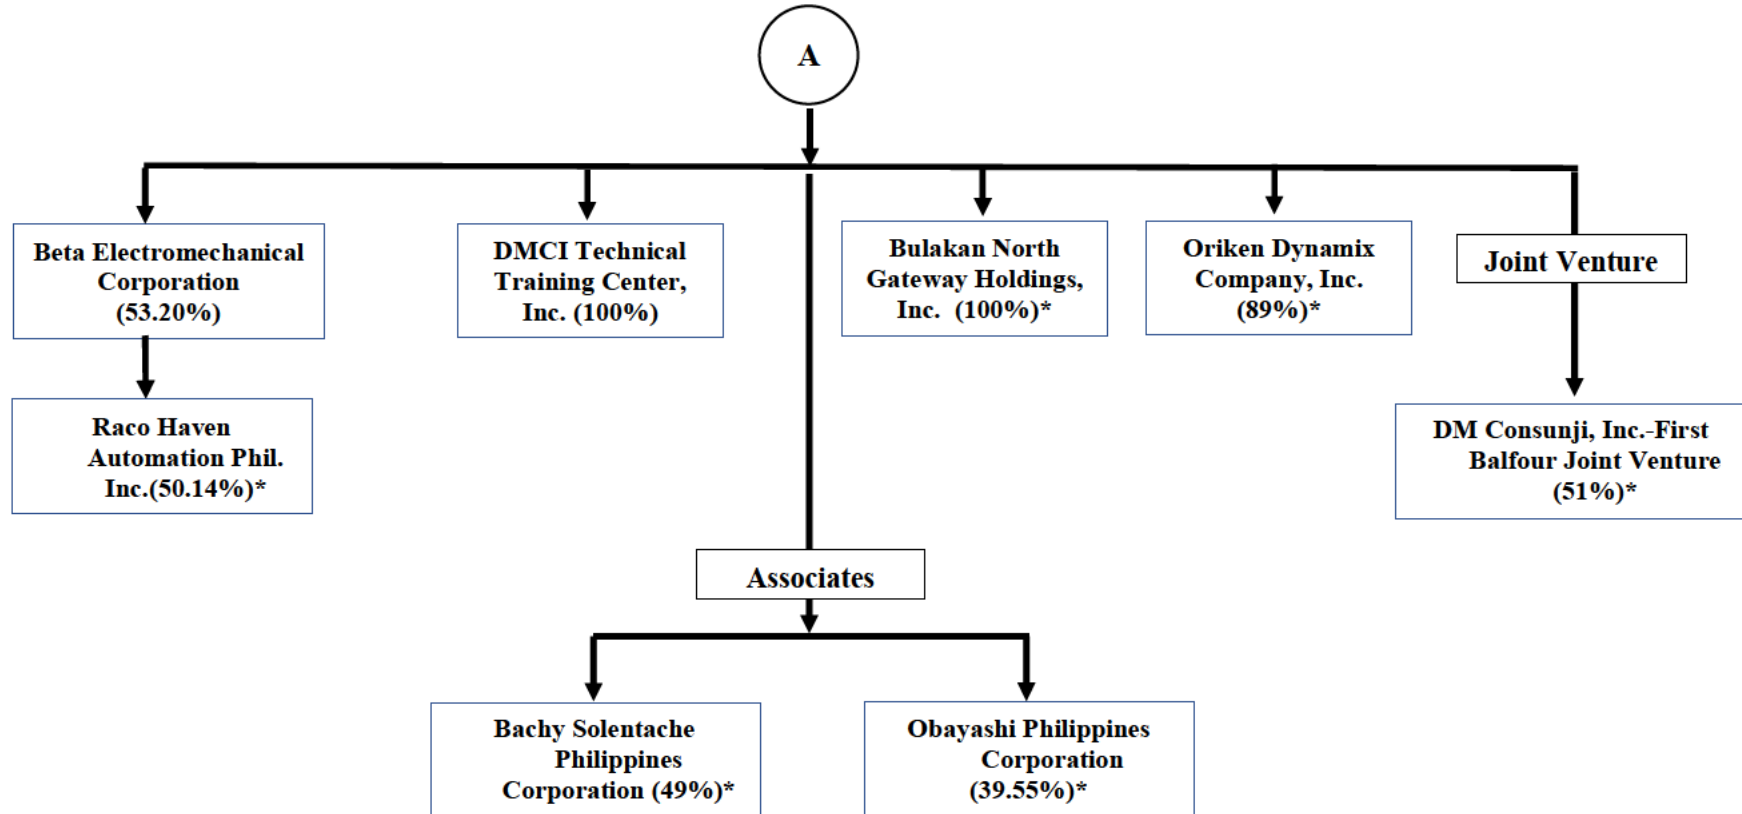 A
Beta Electromechanical
Corporation
(53.20%)
DMCI Technical
Training Center,
Inc. (100%)
Bulakan North
Gateway Holdings,
Inc. (100%)*
Oriken Dynamix
Company, Inc.
(89%)*
Joint Venture
Raco Haven
Automation Phil.
Inc.(50.14%)*
DM Consunji, Inc.-First
Balfour Joint Venture
(51%)*
Associates
Bachy Solentache
Philippines
Corporation (49%)*
Obayashi Philippines
Corporation
(39.55%)*